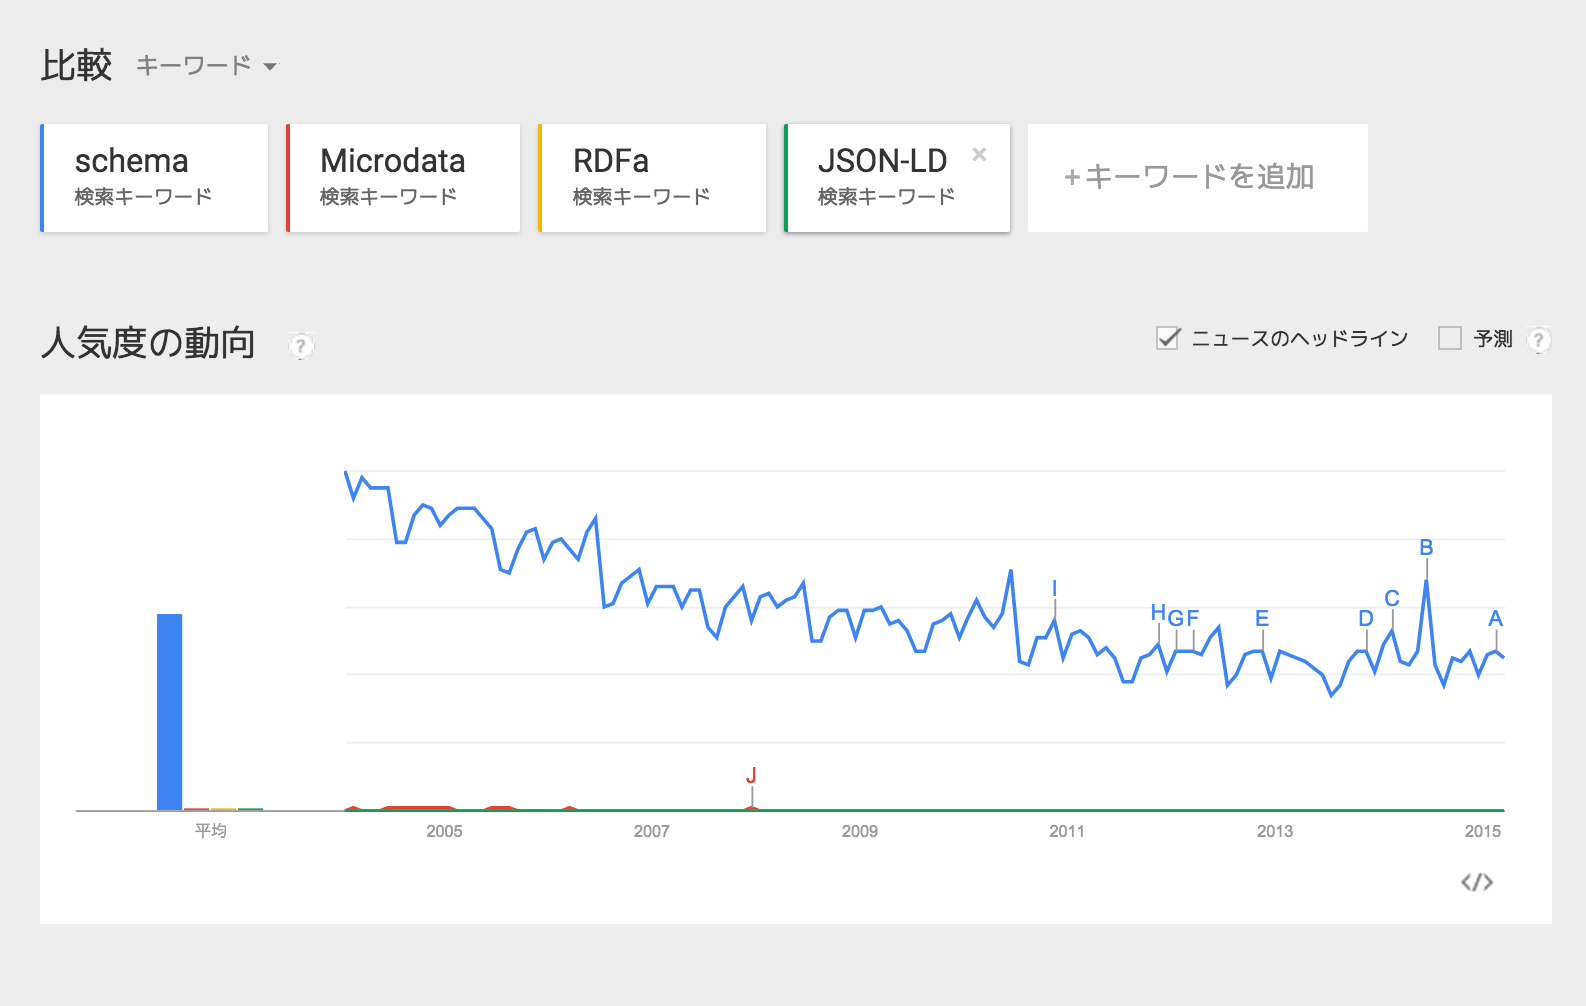 比較 キーワード
schema
検索キーワード
Microdata
検索キーワード
RDFa
検索キーワード
JSON-LD ×
検索キーワード
+キーワードを追加
人気度の動向 ?
ニュースのヘッドライン 予測 ?
B
I
C
H G F E D A
J
平均 2005 2007 2009 2011 2013 2015
</>